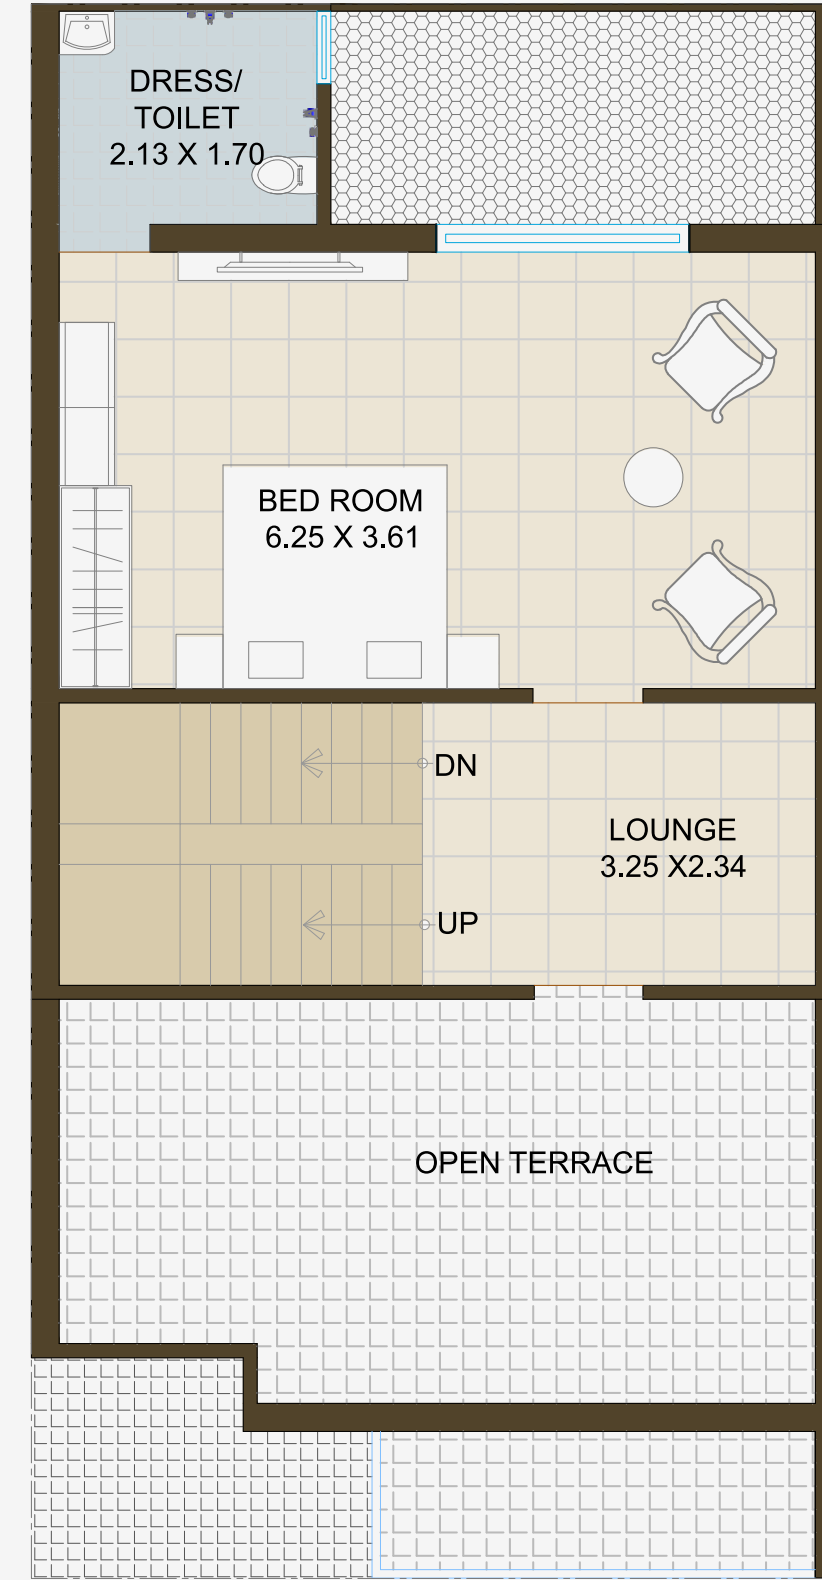 DRESS/
TOILET
2.13 X 1.70
BED ROOM
6.25 X 3.61
DN
LOUNGE
3.25 X2.34
UP
OPEN TERRACE